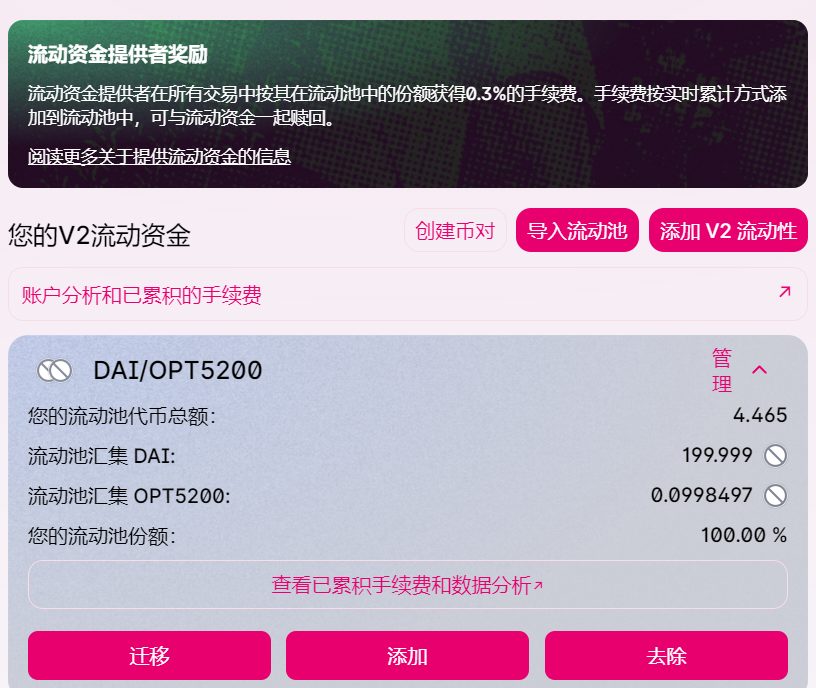 流动资金提供者奖励
流动资金提供者在所有交易中按其在流动池中的份额获得0.3%的手续费。手续费按实时累计方式添
加到流动池中，可与流动资金一起赎回。
阅读更多关于提供流动资金的信息
您的V2流动资金
创建币对
导入流动池
添加 V2 流动性
账户分析和已累积的手续费 ↗
DAI/OPT5200
管
理
您的流动池代币总额: 4.465
流动池汇集 DAI: 199.999
流动池汇集 OPT5200: 0.0998497
您的流动池份额: 100.00 %
查看已累积手续费和数据分析↗
迁移
添加
去除